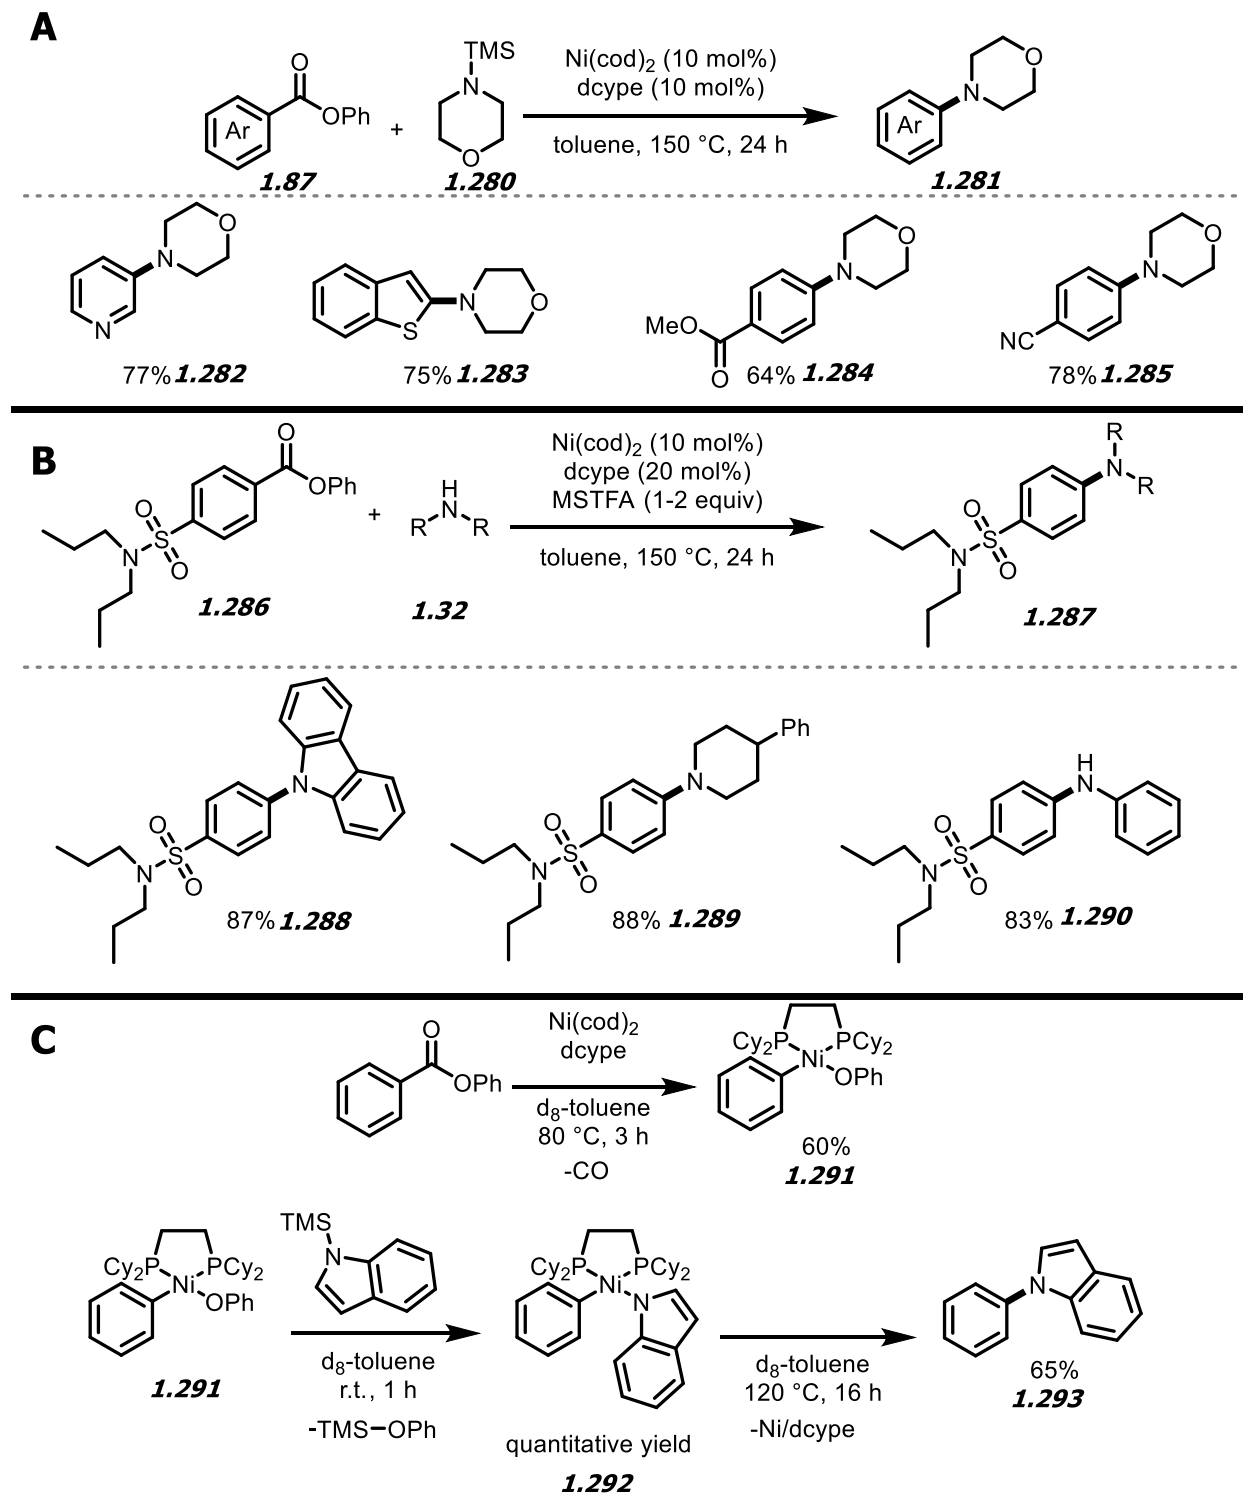 A
O
OPh
Ar
1.87
+
TMS
N
O
1.280
Ni(cod)2 (10 mol%)
dcype (10 mol%)
toluene, 150 °C, 24 h
N
O
Ar
1.281
N
O
N
77% 1.282
S
N
O
75% 1.283
N
O
MeO
O
64% 1.284
N
O
NC
78% 1.285
B
O
OPh
O
S
O
N
1.286
+
H
N
R
R
1.32
Ni(cod)2 (10 mol%)
dcype (20 mol%)
MSTFA (1-2 equiv)
toluene, 150 °C, 24 h
R
N
R
O
S
O
N
1.287
N
O
S
O
N
87% 1.288
Ph
N
O
S
O
N
88% 1.289
H
N
O
S
O
N
83% 1.290
C
O
OPh
Ni(cod)2
dcype
d8-toluene
80 °C, 3 h
-CO
Cy2P
PCy2
Ni
OPh
60%
1.291
Cy2P
PCy2
Ni
OPh
1.291
TMS
N
d8-toluene
r.t., 1 h
-TMS–OPh
Cy2P
PCy2
Ni
N
quantitative yield
1.292
d8-toluene
120 °C, 16 h
-Ni/dcype
N
65%
1.293